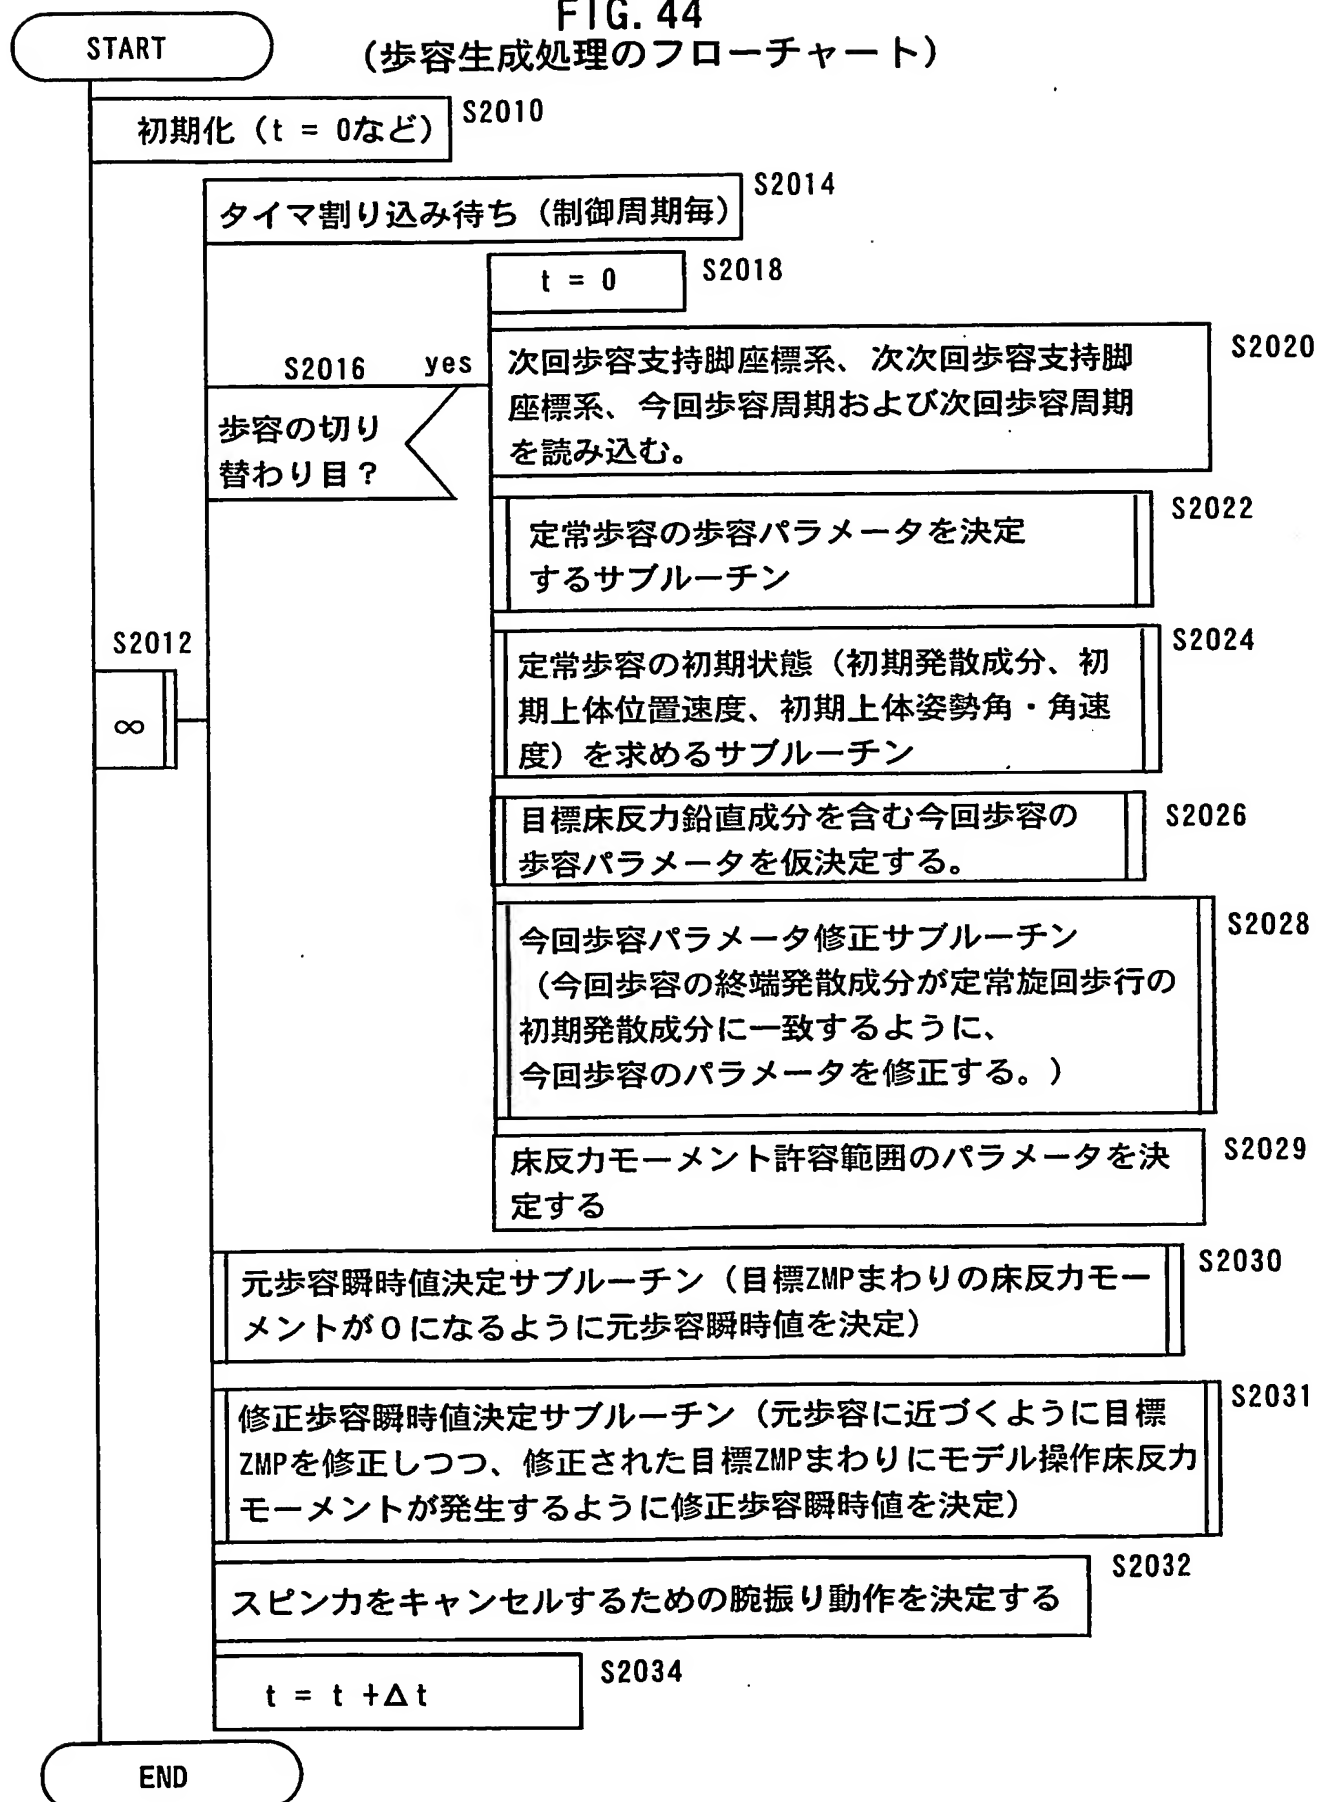 FIG. 44
START
(歩容生成処理のフローチャート)
初期化(t = 0など)
S2010
タイマ割り込み待ち(制御周期毎)
S2014
t = 0
S2018
S2016
yes
歩容の切り
替わり目?
次回歩容支持脚座標系、次次回歩容支持脚
座標系、今回歩容周期および次回歩容周期
を読み込む。
S2020
定常歩容の歩容パラメータを決定
するサブルーチン
S2022
S2012
∞
定常歩容の初期状態(初期発散成分、初
期上体位置速度、初期上体姿勢角・角速
度)を求めるサブルーチン
S2024
目標床反力鉛直成分を含む今回歩容の
歩容パラメータを仮決定する。
S2026
今回歩容パラメータ修正サブルーチン
(今回歩容の終端発散成分が定常旋回歩行の
初期発散成分に一致するように、
今回歩容のパラメータを修正する。)
S2028
床反力モーメント許容範囲のパラメータを決
定する
S2029
元歩容瞬時値決定サブルーチン(目標ZMPまわりの床反力モー
メントが0になるように元歩容瞬時値を決定)
S2030
修正歩容瞬時値決定サブルーチン(元歩容に近づくように目標
ZMPを修正しつつ、修正された目標ZMPまわりにモデル操作床反力
モーメントが発生するように修正歩容瞬時値を決定)
S2031
スピン力をキャンセルするための腕振り動作を決定する
S2032
t = t +Δt
S2034
END